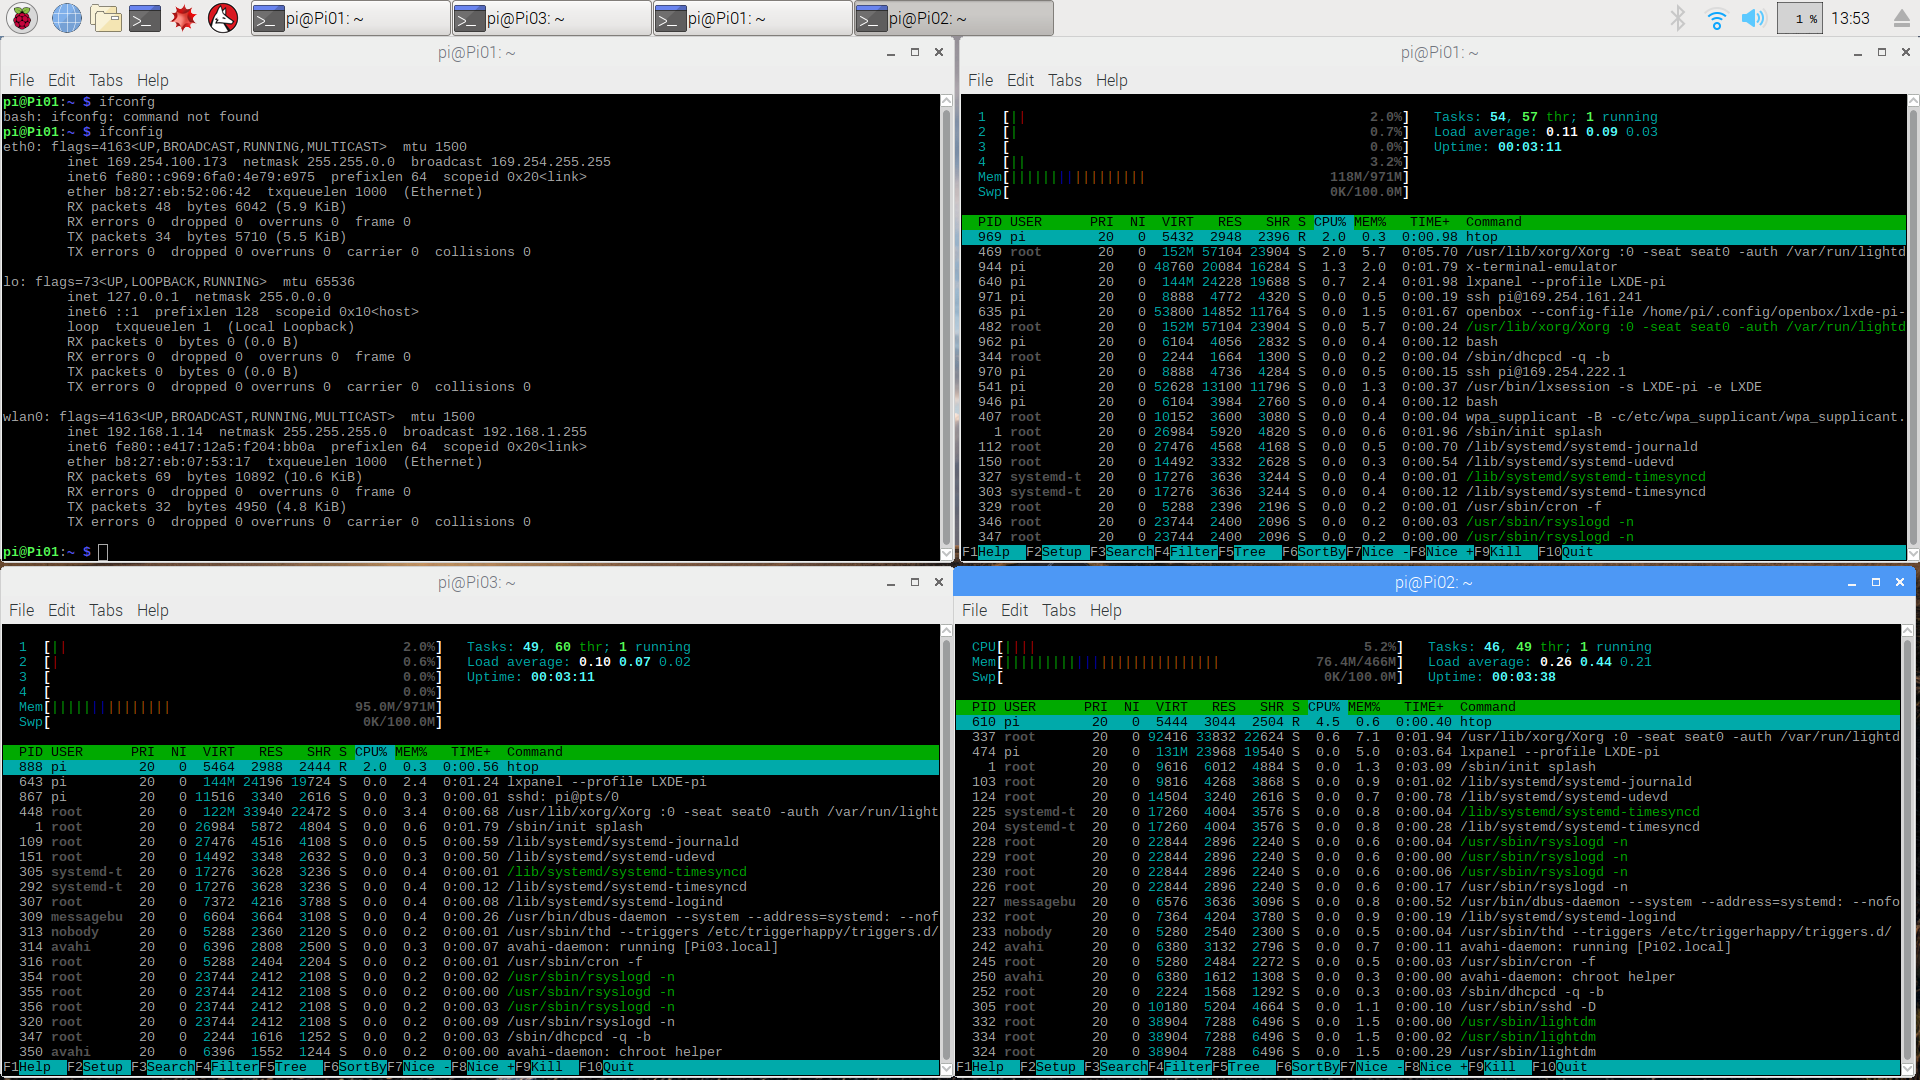 pi@Pi01: ~
pi@Pi03: ~
pi@Pi01: ~
pi@Pi02: ~
1 %
13:53
pi@Pi01: ~
File Edit Tabs Help
pi@Pi01:~ $ ifconfg
bash: ifconfg: command not found
pi@Pi01:~ $ ifconfig
eth0: flags=4163<UP,BROADCAST,RUNNING,MULTICAST>  mtu 1500
inet 169.254.100.173  netmask 255.255.0.0  broadcast 169.254.255.255
inet6 fe80::c969:6fa0:4e79:e975  prefixlen 64  scopeid 0x20<link>
ether b8:27:eb:52:06:42  txqueuelen 1000  (Ethernet)
RX packets 48  bytes 6042 (5.9 KiB)
RX errors 0  dropped 0  overruns 0  frame 0
TX packets 34  bytes 5710 (5.5 KiB)
TX errors 0  dropped 0 overruns 0  carrier 0  collisions 0
lo: flags=73<UP,LOOPBACK,RUNNING>  mtu 65536
inet 127.0.0.1  netmask 255.0.0.0
inet6 ::1  prefixlen 128  scopeid 0x10<host>
loop  txqueuelen 1  (Local Loopback)
RX packets 0  bytes 0 (0.0 B)
RX errors 0  dropped 0  overruns 0  frame 0
TX packets 0  bytes 0 (0.0 B)
TX errors 0  dropped 0 overruns 0  carrier 0  collisions 0
wlan0: flags=4163<UP,BROADCAST,RUNNING,MULTICAST>  mtu 1500
inet 192.168.1.14  netmask 255.255.255.0  broadcast 192.168.1.255
inet6 fe80::e417:12a5:f204:bb0a  prefixlen 64  scopeid 0x20<link>
ether b8:27:eb:07:53:17  txqueuelen 1000  (Ethernet)
RX packets 69  bytes 10892 (10.6 KiB)
RX errors 0  dropped 0  overruns 0  frame 0
TX packets 32  bytes 4950 (4.8 KiB)
TX errors 0  dropped 0 overruns 0  carrier 0  collisions 0
pi@Pi01:~ $
pi@Pi01: ~
File Edit Tabs Help
1 [|| 2.0%] Tasks: 54, 57 thr; 1 running
2 [| 0.7%] Load average: 0.11 0.09 0.03
3 [ 0.0%] Uptime: 00:03:11
4 [|| 3.2%]
Mem[||||||||||||||||| 118M/971M]
Swp[ 0K/100.0M]
PID USER PRI NI VIRT RES SHR S CPU% MEM% TIME+ Command
969 pi 20 0 5432 2948 2396 R 2.0 0.3 0:00.98 htop
469 root 20 0 152M 57104 23904 S 2.0 5.7 0:05.70 /usr/lib/xorg/Xorg :0 -seat seat0 -auth /var/run/lightd
944 pi 20 0 48760 20084 16284 S 1.3 2.0 0:01.79 x-terminal-emulator
640 pi 20 0 144M 24228 19688 S 0.7 2.4 0:01.98 lxpanel --profile LXDE-pi
971 pi 20 0 8888 4772 4320 S 0.0 0.5 0:00.19 ssh pi@169.254.161.241
635 pi 20 0 53800 14852 11764 S 0.0 1.5 0:01.67 openbox --config-file /home/pi/.config/openbox/lxde-pi-
482 root 20 0 152M 57104 23904 S 0.0 5.7 0:00.24 /usr/lib/xorg/Xorg :0 -seat seat0 -auth /var/run/lightd
962 pi 20 0 6104 4056 2832 S 0.0 0.4 0:00.12 bash
344 root 20 0 2244 1664 1300 S 0.0 0.2 0:00.04 /sbin/dhcpcd -q -b
970 pi 20 0 8888 4736 4284 S 0.0 0.5 0:00.15 ssh pi@169.254.222.1
541 pi 20 0 52628 13100 11796 S 0.0 1.3 0:00.37 /usr/bin/lxsession -s LXDE-pi -e LXDE
946 pi 20 0 6104 3984 2760 S 0.0 0.4 0:00.12 bash
407 root 20 0 10152 3600 3080 S 0.0 0.4 0:00.04 wpa_supplicant -B -c/etc/wpa_supplicant/wpa_supplicant.
1 root 20 0 26984 5920 4820 S 0.0 0.6 0:01.96 /sbin/init splash
112 root 20 0 27476 4568 4168 S 0.0 0.5 0:00.70 /lib/systemd/systemd-journald
150 root 20 0 14492 3332 2628 S 0.0 0.3 0:00.54 /lib/systemd/systemd-udevd
327 systemd-t 20 0 17276 3636 3244 S 0.0 0.4 0:00.01 /lib/systemd/systemd-timesyncd
303 systemd-t 20 0 17276 3636 3244 S 0.0 0.4 0:00.12 /lib/systemd/systemd-timesyncd
329 root 20 0 5288 2396 2196 S 0.0 0.2 0:00.01 /usr/sbin/cron -f
346 root 20 0 23744 2400 2096 S 0.0 0.2 0:00.03 /usr/sbin/rsyslogd -n
347 root 20 0 23744 2400 2096 S 0.0 0.2 0:00.00 /usr/sbin/rsyslogd -n
F1Help F2Setup F3SearchF4FilterF5Tree F6SortByF7Nice -F8Nice +F9Kill F10Quit
pi@Pi03: ~
File Edit Tabs Help
1 [|| 2.0%] Tasks: 49, 60 thr; 1 running
2 [| 0.6%] Load average: 0.10 0.07 0.02
3 [ 0.0%] Uptime: 00:03:11
4 [ 0.0%]
Mem[||||||||||||||| 95.0M/971M]
Swp[ 0K/100.0M]
PID USER PRI NI VIRT RES SHR S CPU% MEM% TIME+ Command
888 pi 20 0 5464 2988 2444 R 2.0 0.3 0:00.56 htop
643 pi 20 0 144M 24196 19724 S 0.0 2.4 0:01.24 lxpanel --profile LXDE-pi
867 pi 20 0 11516 3340 2616 S 0.0 0.3 0:00.01 sshd: pi@pts/0
448 root 20 0 122M 33940 22472 S 0.0 3.4 0:00.68 /usr/lib/xorg/Xorg :0 -seat seat0 -auth /var/run/light
1 root 20 0 26984 5872 4804 S 0.0 0.6 0:01.79 /sbin/init splash
109 root 20 0 27476 4516 4108 S 0.0 0.5 0:00.59 /lib/systemd/systemd-journald
151 root 20 0 14492 3348 2632 S 0.0 0.3 0:00.50 /lib/systemd/systemd-udevd
305 systemd-t 20 0 17276 3628 3236 S 0.0 0.4 0:00.01 /lib/systemd/systemd-timesyncd
292 systemd-t 20 0 17276 3628 3236 S 0.0 0.4 0:00.12 /lib/systemd/systemd-timesyncd
307 root 20 0 7372 4216 3788 S 0.0 0.4 0:00.08 /lib/systemd/systemd-logind
309 messagebu 20 0 6604 3664 3108 S 0.0 0.4 0:00.26 /usr/bin/dbus-daemon --system --address=systemd: --nof
313 nobody 20 0 5288 2360 2120 S 0.0 0.2 0:00.01 /usr/sbin/thd --triggers /etc/triggerhappy/triggers.d/
314 avahi 20 0 6396 2808 2500 S 0.0 0.3 0:00.07 avahi-daemon: running [Pi03.local]
316 root 20 0 5288 2404 2204 S 0.0 0.2 0:00.01 /usr/sbin/cron -f
354 root 20 0 23744 2412 2108 S 0.0 0.2 0:00.02 /usr/sbin/rsyslogd -n
355 root 20 0 23744 2412 2108 S 0.0 0.2 0:00.00 /usr/sbin/rsyslogd -n
356 root 20 0 23744 2412 2108 S 0.0 0.2 0:00.03 /usr/sbin/rsyslogd -n
320 root 20 0 23744 2412 2108 S 0.0 0.2 0:00.09 /usr/sbin/rsyslogd -n
347 root 20 0 2244 1616 1252 S 0.0 0.2 0:00.03 /sbin/dhcpcd -q -b
350 avahi 20 0 6396 1552 1244 S 0.0 0.2 0:00.00 avahi-daemon: chroot helper
F1Help F2Setup F3SearchF4FilterF5Tree F6SortByF7Nice -F8Nice +F9Kill F10Quit
pi@Pi02: ~
File Edit Tabs Help
CPU[|||| 5.2%] Tasks: 46, 49 thr; 1 running
Mem[||||||||||||||||||||||||||| 76.4M/466M] Load average: 0.26 0.44 0.21
Swp[ 0K/100.0M] Uptime: 00:03:38
PID USER PRI NI VIRT RES SHR S CPU% MEM% TIME+ Command
610 pi 20 0 5444 3044 2504 R 4.5 0.6 0:00.40 htop
337 root 20 0 92416 33832 22624 S 0.6 7.1 0:01.94 /usr/lib/xorg/Xorg :0 -seat seat0 -auth /var/run/lightd
474 pi 20 0 131M 23968 19540 S 0.0 5.0 0:03.64 lxpanel --profile LXDE-pi
1 root 20 0 9616 6012 4884 S 0.0 1.3 0:03.09 /sbin/init splash
103 root 20 0 9816 4268 3868 S 0.0 0.9 0:01.02 /lib/systemd/systemd-journald
124 root 20 0 14504 3240 2616 S 0.0 0.7 0:00.78 /lib/systemd/systemd-udevd
225 systemd-t 20 0 17260 4004 3576 S 0.0 0.8 0:00.04 /lib/systemd/systemd-timesyncd
204 systemd-t 20 0 17260 4004 3576 S 0.0 0.8 0:00.28 /lib/systemd/systemd-timesyncd
228 root 20 0 22844 2896 2240 S 0.0 0.6 0:00.04 /usr/sbin/rsyslogd -n
229 root 20 0 22844 2896 2240 S 0.0 0.6 0:00.00 /usr/sbin/rsyslogd -n
230 root 20 0 22844 2896 2240 S 0.0 0.6 0:00.06 /usr/sbin/rsyslogd -n
226 root 20 0 22844 2896 2240 S 0.0 0.6 0:00.17 /usr/sbin/rsyslogd -n
227 messagebu 20 0 6576 3636 3096 S 0.0 0.8 0:00.52 /usr/bin/dbus-daemon --system --address=systemd: --nofo
232 root 20 0 7364 4204 3780 S 0.0 0.9 0:00.19 /lib/systemd/systemd-logind
233 nobody 20 0 5280 2540 2300 S 0.0 0.5 0:00.04 /usr/sbin/thd --triggers /etc/triggerhappy/triggers.d/
242 avahi 20 0 6380 3132 2796 S 0.0 0.7 0:00.11 avahi-daemon: running [Pi02.local]
245 root 20 0 5280 2484 2272 S 0.0 0.5 0:00.03 /usr/sbin/cron -f
250 avahi 20 0 6380 1612 1308 S 0.0 0.3 0:00.00 avahi-daemon: chroot helper
252 root 20 0 2224 1568 1292 S 0.0 0.3 0:00.03 /sbin/dhcpcd -q -b
305 root 20 0 10180 5204 4664 S 0.0 1.1 0:00.10 /usr/sbin/sshd -D
332 root 20 0 38904 7288 6496 S 0.0 1.5 0:00.00 /usr/sbin/lightdm
334 root 20 0 38904 7288 6496 S 0.0 1.5 0:00.02 /usr/sbin/lightdm
324 root 20 0 38904 7288 6496 S 0.0 1.5 0:00.29 /usr/sbin/lightdm
F1Help F2Setup F3SearchF4FilterF5Tree F6SortByF7Nice -F8Nice +F9Kill F10Quit